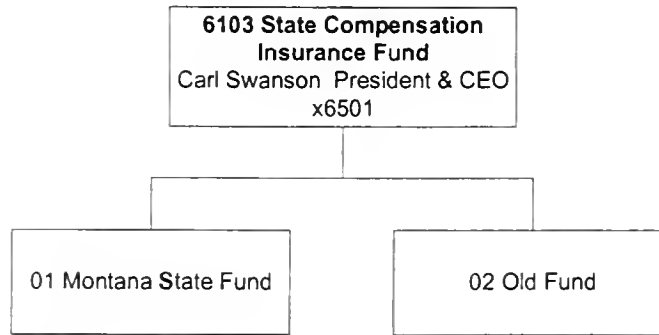 6103 State Compensation
Insurance Fund
Carl Swanson President & CEO
x6501
01 Montana State Fund
02 Old Fund